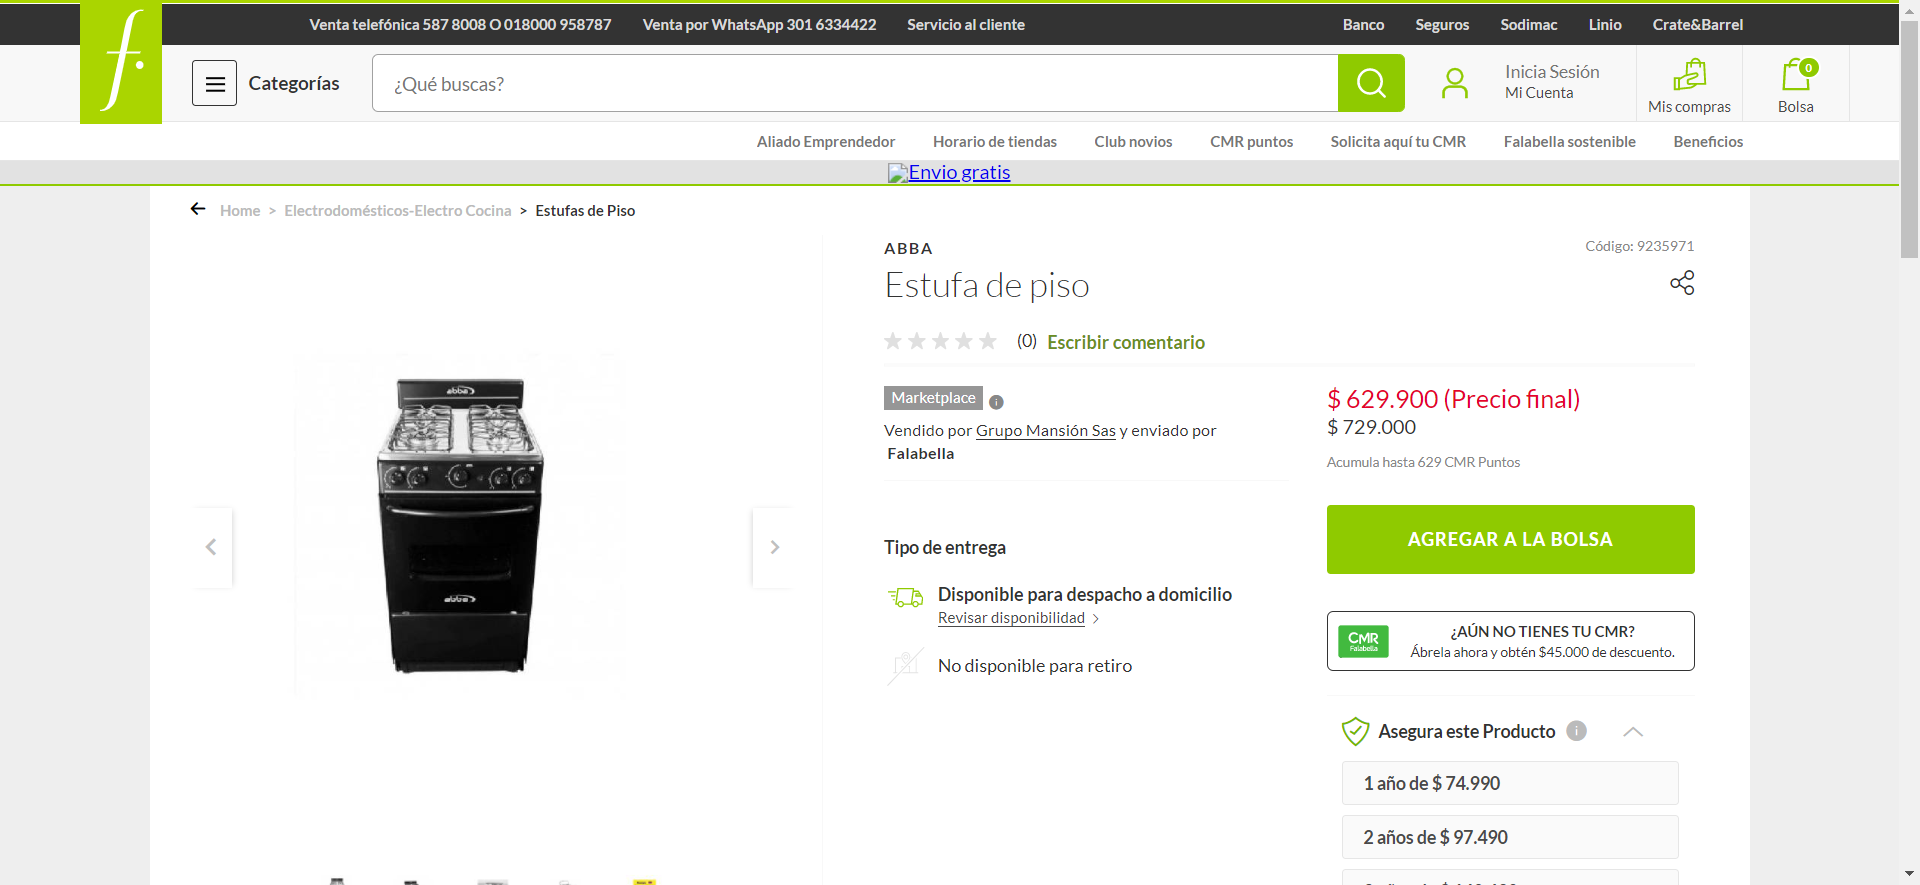 Venta telefónica 587 8008 O 018000 958787 Venta por WhatsApp 301 6334422 Servicio al cliente Banco Seguros Sodimac Linio Crate&Barrel
f.
Categorías ¿Qué buscas? Inicia Sesión
Mi Cuenta
Mis compras
0
Bolsa
Aliado Emprendedor Horario de tiendas Club novios CMR puntos Solicita aquí tu CMR Falabella sostenible Beneficios
Envio gratis
Home > Electrodomésticos-Electro Cocina > Estufas de Piso
ABBA
Código: 9235971
Estufa de piso
(0) Escribir comentario
abba
abba
Marketplace i
Vendido por Grupo Mansión Sas y enviado por
Falabella
$ 629.900 (Precio final)
$ 729.000
Acumula hasta 629 CMR Puntos
Tipo de entrega
Disponible para despacho a domicilio
Revisar disponibilidad >
No disponible para retiro
AGREGAR A LA BOLSA
CMR
Falabella
¿AÚN NO TIENES TU CMR?
Ábrela ahora y obtén $45.000 de descuento.
Asegura este Producto i
1 año de $ 74.990
2 años de $ 97.490